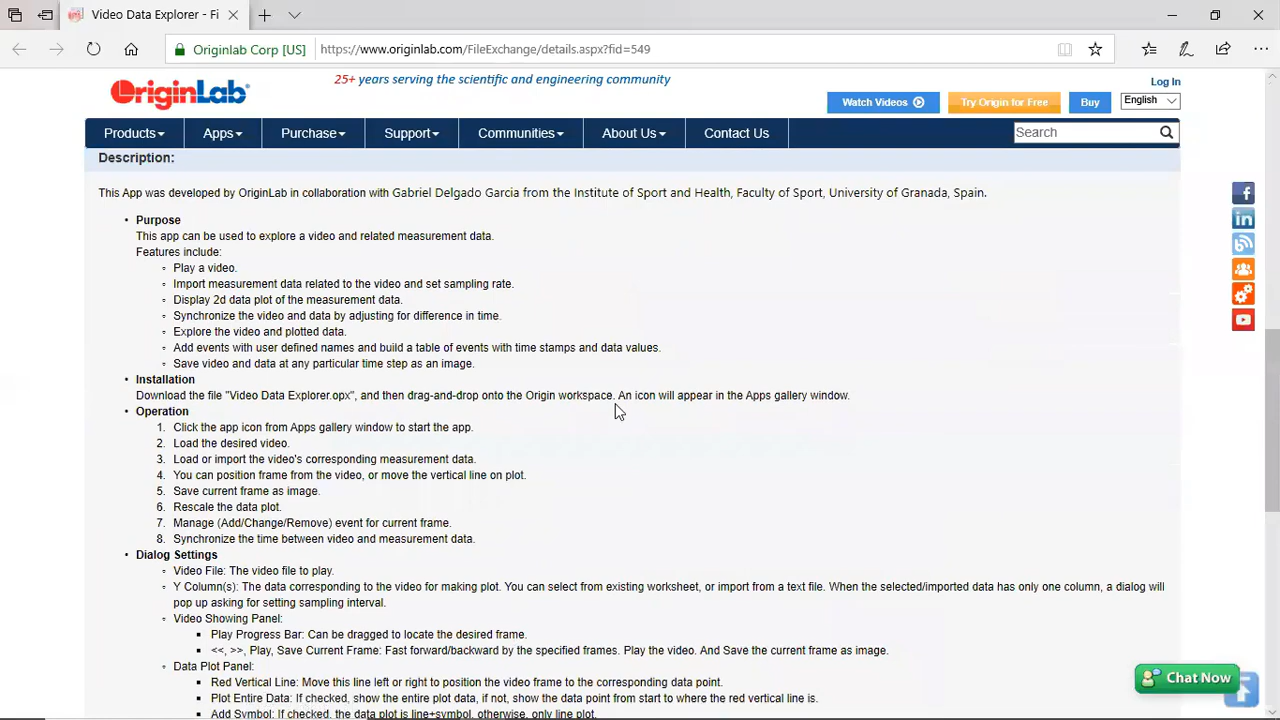 Video Data Explorer - Fi
Originlab Corp [US]
https://www.originlab.com/FileExchange/details.aspx?fid=549
OriginLab
25+ years serving the scientific and engineering community
Log In
Watch Videos
Try Origin for Free
Buy
English
Products
Apps
Purchase
Support
Communities
About Us
Contact Us
Search
Description:
This App was developed by OriginLab in collaboration with Gabriel Delgado Garcia from the Institute of Sport and Health, Faculty of Sport, University of Granada, Spain.
• Purpose
This app can be used to explore a video and related measurement data.
Features include:
◦ Play a video.
◦ Import measurement data related to the video and set sampling rate.
◦ Display 2d data plot of the measurement data.
◦ Synchronize the video and data by adjusting for difference in time.
◦ Explore the video and plotted data.
◦ Add events with user defined names and build a table of events with time stamps and data values.
◦ Save video and data at any particular time step as an image.
• Installation
Download the file "Video Data Explorer.opx", and then drag-and-drop onto the Origin workspace. An icon will appear in the Apps gallery window.
• Operation
1. Click the app icon from Apps gallery window to start the app.
2. Load the desired video.
3. Load or import the video's corresponding measurement data.
4. You can position frame from the video, or move the vertical line on plot.
5. Save current frame as image.
6. Rescale the data plot.
7. Manage (Add/Change/Remove) event for current frame.
8. Synchronize the time between video and measurement data.
• Dialog Settings
◦ Video File: The video file to play.
◦ Y Column(s): The data corresponding to the video for making plot. You can select from existing worksheet, or import from a text file. When the selected/imported data has only one column, a dialog will
pop up asking for setting sampling interval.
◦ Video Showing Panel:
▪ Play Progress Bar: Can be dragged to locate the desired frame.
▪ <<, >>, Play, Save Current Frame: Fast forward/backward by the specified frames. Play the video. And Save the current frame as image.
◦ Data Plot Panel:
▪ Red Vertical Line: Move this line left or right to position the video frame to the corresponding data point.
▪ Plot Entire Data: If checked, show the entire plot data, if not, show the data point from start to where the red vertical line is.
▪ Add Symbol: If checked, the data plot is line+symbol, otherwise, only line plot.
Chat Now